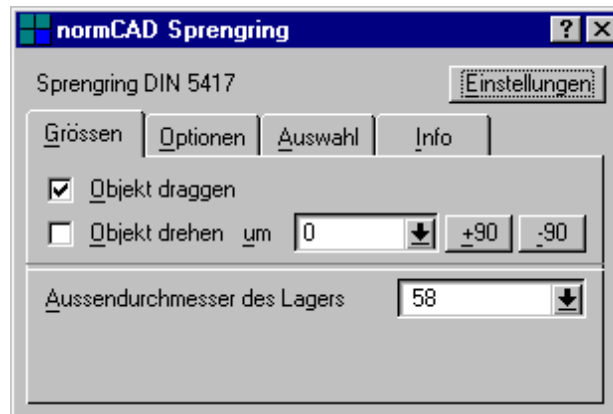 normCAD Sprengring ? ×
Sprengring DIN 5417 Einstellungen
Grössen Optionen Auswahl Info
Objekt draggen
Objekt drehen um 0 +90 -90
Aussendurchmesser des Lagers 58